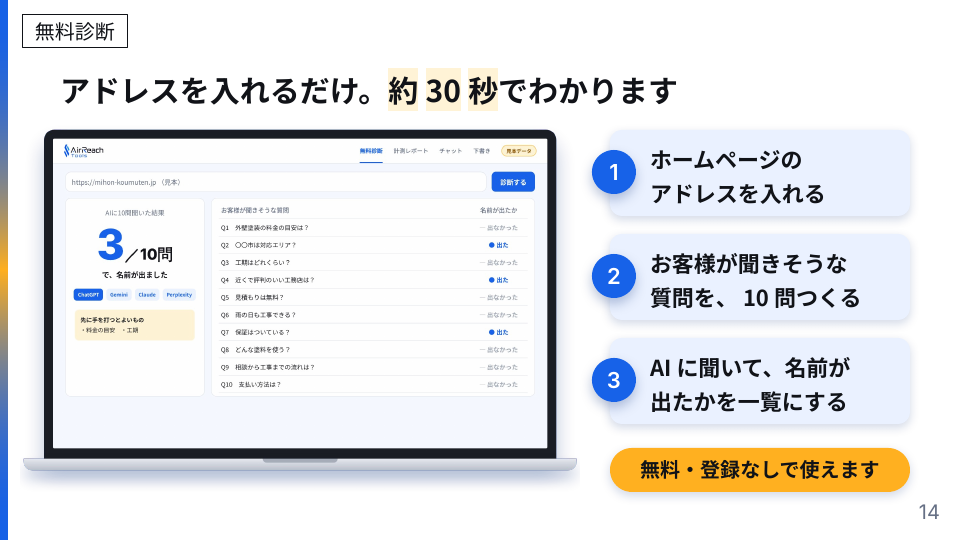 無料診断
アドレスを入れるだけ。約 30 秒でわかります
AirReach
TOOLS
無料診断 計測レポート チャット 下書き 見本データ
https://mihon-koumuten.jp （見本） 診断する
AIに10問聞いた結果
3／10問
で、名前が出ました
ChatGPT Gemini Claude Perplexity
先に手を打つとよいもの
・料金の目安 ・工期
お客様が聞きそうな質問 名前が出たか
Q1 外壁塗装の料金の目安は？ — 出なかった
Q2 〇〇市は対応エリア？ ● 出た
Q3 工期はどれくらい？ — 出なかった
Q4 近くで評判のいい工務店は？ ● 出た
Q5 見積もりは無料？ — 出なかった
Q6 雨の日も工事できる？ — 出なかった
Q7 保証はついている？ ● 出た
Q8 どんな塗料を使う？ — 出なかった
Q9 相談から工事までの流れは？ — 出なかった
Q10 支払い方法は？ — 出なかった
1
ホームページの
アドレスを入れる
2
お客様が聞きそうな
質問を、 10 問つくる
3
AI に聞いて、名前が
出たかを一覧にする
無料・登録なしで使えます
14